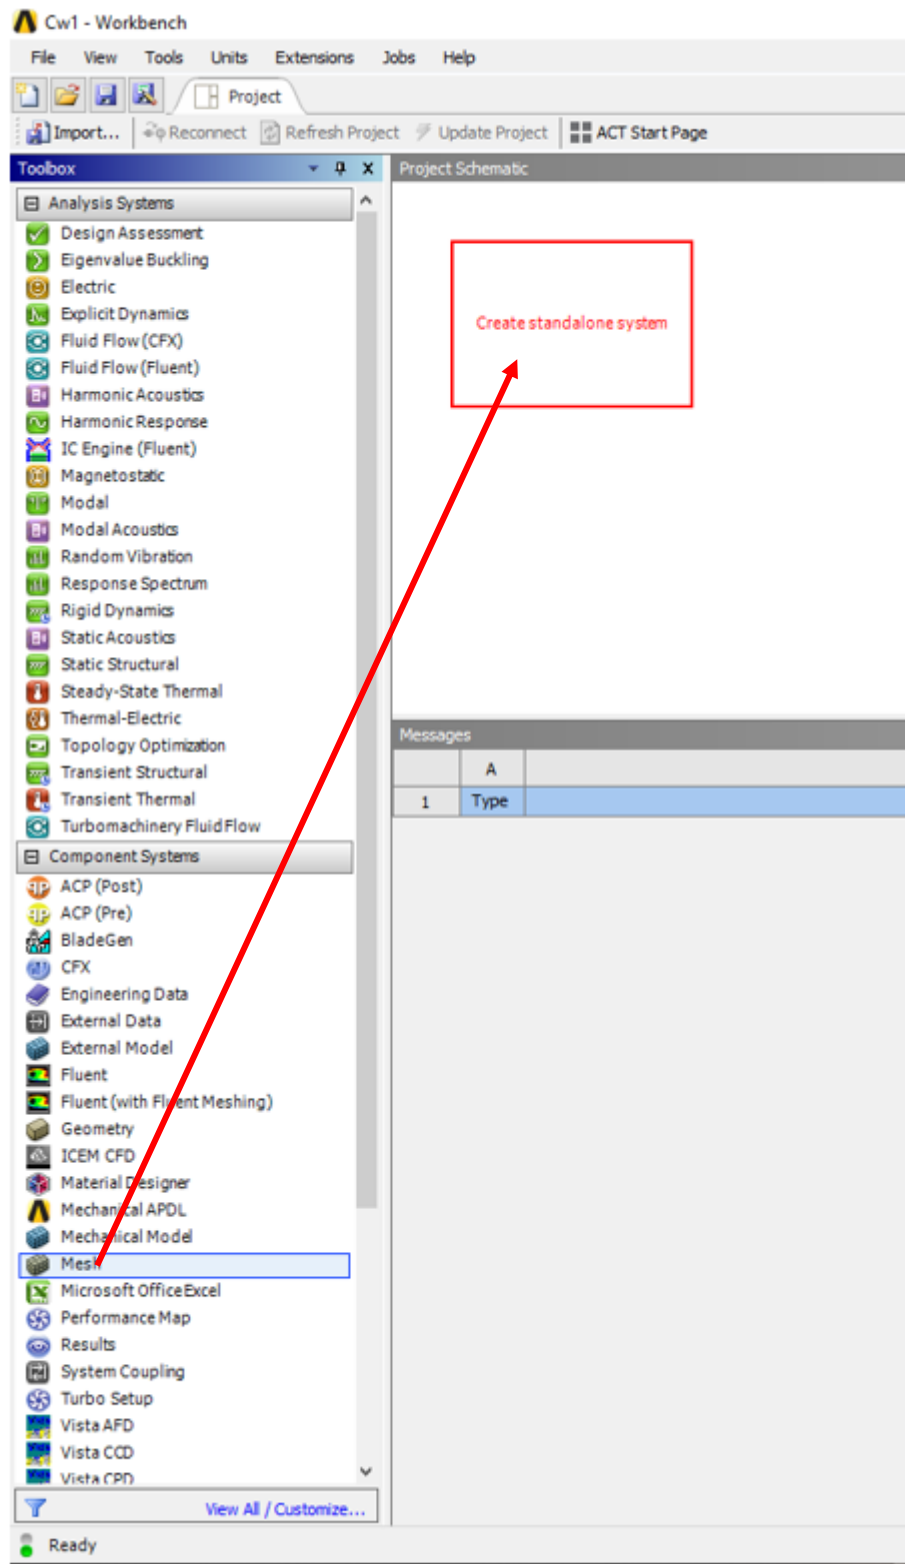 Cw1 - Workbench
File View Tools Units Extensions Jobs Help
Project
Import... Reconnect Refresh Project Update Project ACT Start Page
Toolbox
Analysis Systems
Design Assessment
Eigenvalue Buckling
Electric
Explicit Dynamics
Fluid Flow (CFX)
Fluid Flow (Fluent)
Harmonic Acoustics
Harmonic Response
IC Engine (Fluent)
Magnetostatic
Modal
Modal Acoustics
Random Vibration
Response Spectrum
Rigid Dynamics
Static Acoustics
Static Structural
Steady-State Thermal
Thermal-Electric
Topology Optimization
Transient Structural
Transient Thermal
Turbomachinery Fluid Flow
Component Systems
ACP (Post)
ACP (Pre)
BladeGen
CFX
Engineering Data
External Data
External Model
Fluent
Fluent (with Fluent Meshing)
Geometry
ICEM CFD
Material Designer
Mechanical APDL
Mechanical Model
Mesh
Microsoft Office Excel
Performance Map
Results
System Coupling
Turbo Setup
Vista AFD
Vista CCD
Vista CPD
View All / Customize...
Ready
Project Schematic
Create standalone system
Messages
A
1 Type